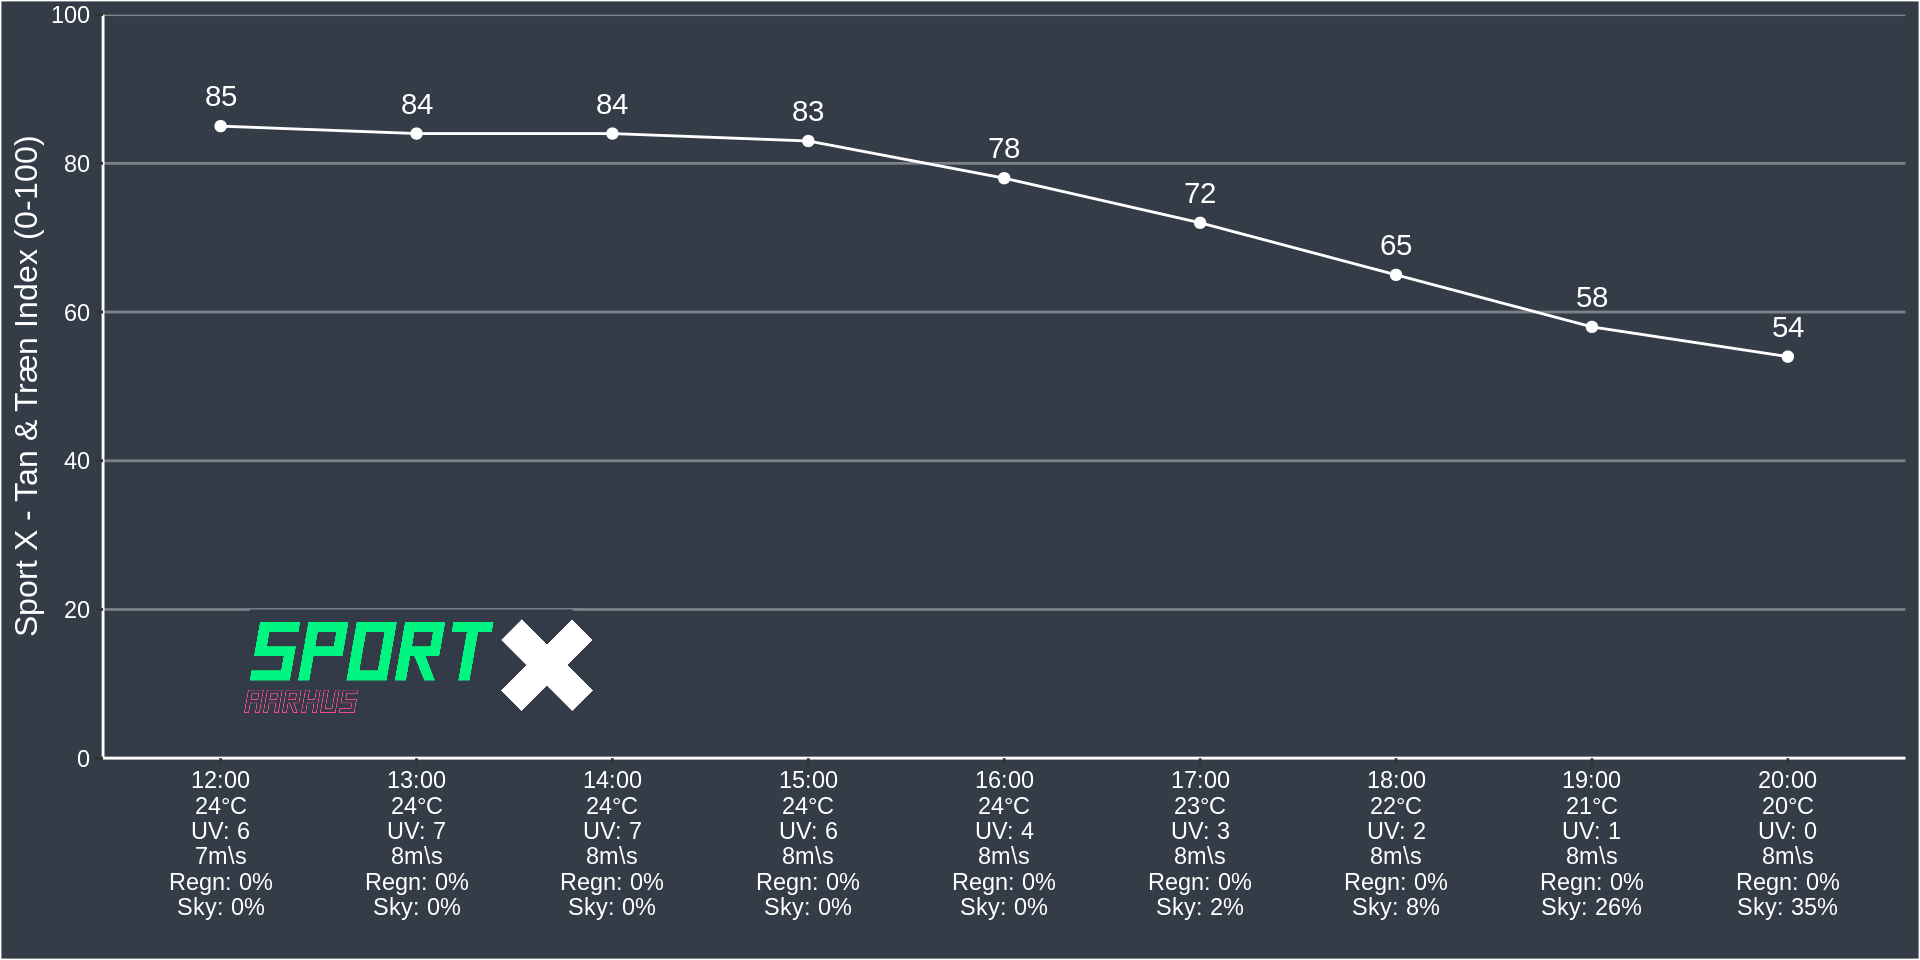 Sport X - Tan & Træn Index (0-100)
100
80
60
40
20
0
85
84
84
83
78
72
65
58
54
SPORT X
AARHUS
12:00 13:00 14:00 15:00 16:00 17:00 18:00 19:00 20:00
24°C 24°C 24°C 24°C 24°C 23°C 22°C 21°C 20°C
UV: 6 UV: 7 UV: 7 UV: 6 UV: 4 UV: 3 UV: 2 UV: 1 UV: 0
7m\s 8m\s 8m\s 8m\s 8m\s 8m\s 8m\s 8m\s 8m\s
Regn: 0% Regn: 0% Regn: 0% Regn: 0% Regn: 0% Regn: 0% Regn: 0% Regn: 0% Regn: 0%
Sky: 0% Sky: 0% Sky: 0% Sky: 0% Sky: 0% Sky: 2% Sky: 8% Sky: 26% Sky: 35%